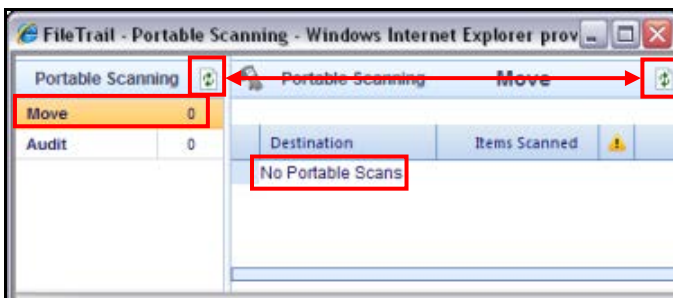 FileTrail - Portable Scanning - Windows Internet Explorer prov
Portable Scanning
Portable Scanning Move
Move 0
Audit 0
Destination Items Scanned
No Portable Scans